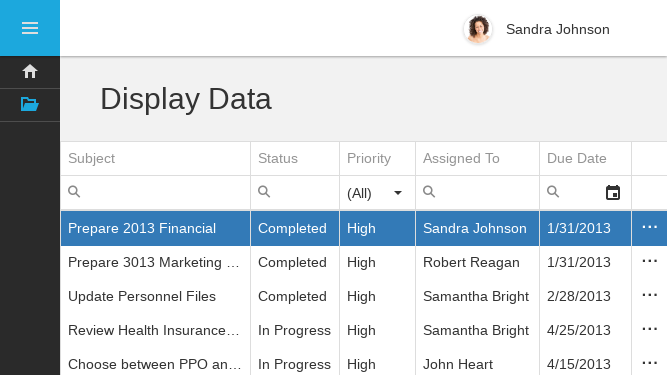 Sandra Johnson
Display Data
Subject Status Priority Assigned To Due Date
(All)
Prepare 2013 Financial Completed High Sandra Johnson 1/31/2013 ...
Prepare 3013 Marketing ... Completed High Robert Reagan 1/31/2013 ...
Update Personnel Files Completed High Samantha Bright 2/28/2013 ...
Review Health Insurance... In Progress High Samantha Bright 4/25/2013 ...
Choose between PPO an... In Progress High John Heart 4/15/2013 ...